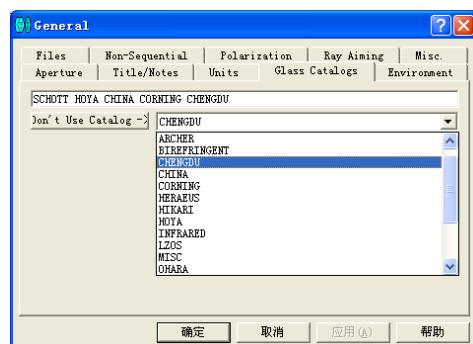 General
Files Non-Sequential Polarization Ray Aiming Misc.
Aperture Title/Notes Units Glass Catalogs Environment
SCHOTT HOYA CHINA CORNING CHENGDU
Don't Use Catalog -> CHENGDU
ARCHER
BIREFRINGENT
CHENGDU
CHINA
CORNING
HERAEUS
HIKARI
HOYA
INFRARED
LZOS
MISC
OHARA
确定 取消 应用(A) 帮助